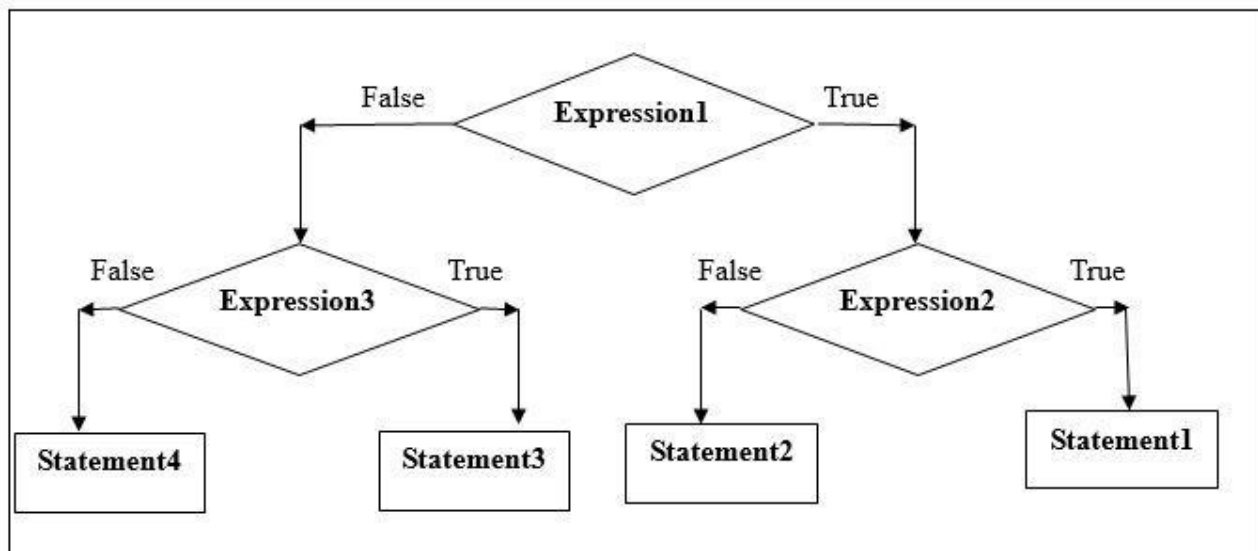 False
Expression1
True
False
Expression3
True
False
Expression2
True
Statement4
Statement3
Statement2
Statement1